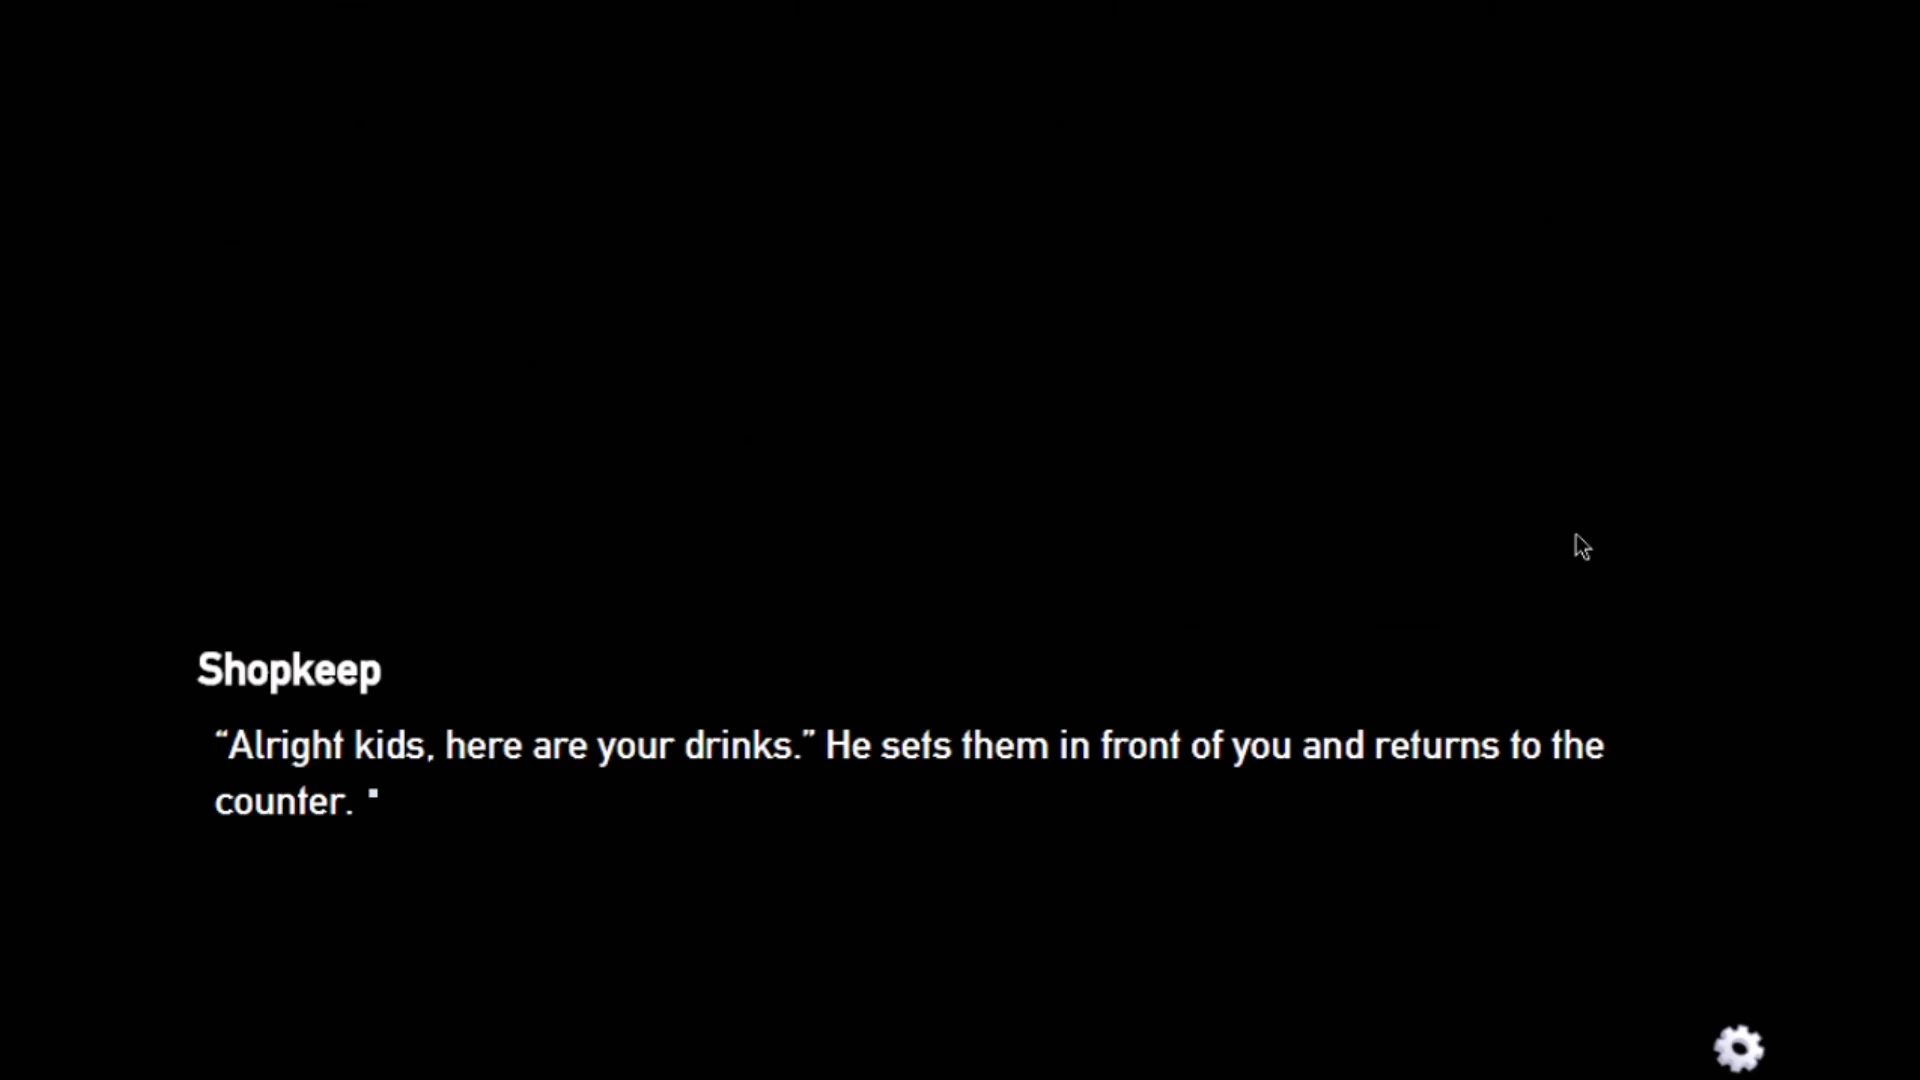 Shopkeep
“Alright kids, here are your drinks.” He sets them in front of you and returns to the
counter.